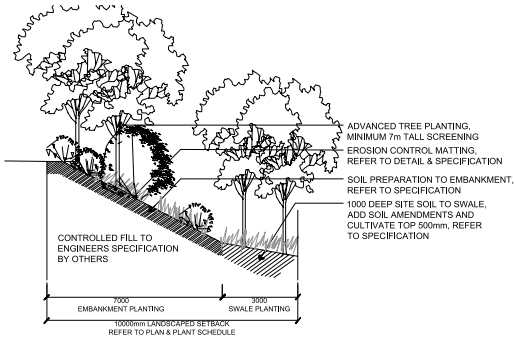 ADVANCED TREE PLANTING,
MINIMUM 7m TALL SCREENING
EROSION CONTROL MATTING,
REFER TO DETAIL & SPECIFICATION
SOIL PREPARATION TO EMBANKMENT,
REFER TO SPECIFICATION
1000 DEEP SITE SOIL TO SWALE,
ADD SOIL AMENDMENTS AND
CULTIVATE TOP 500mm, REFER
TO SPECIFICATION
CONTROLLED FILL TO
ENGINEERS SPECIFICATION
BY OTHERS
7000
EMBANKMENT PLANTING
3000
SWALE PLANTING
10000mm LANDSCAPED SETBACK
REFER TO PLAN & PLANT SCHEDULE